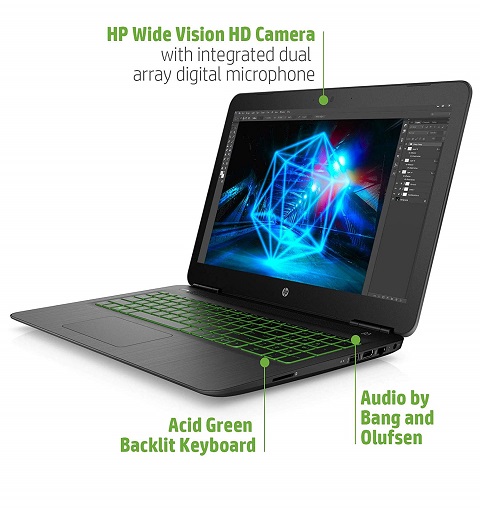 HP Wide Vision HD Camera
with integrated dual
array digital microphone
hp
Acid Green
Backlit Keyboard
Audio by
Bang and
Olufsen